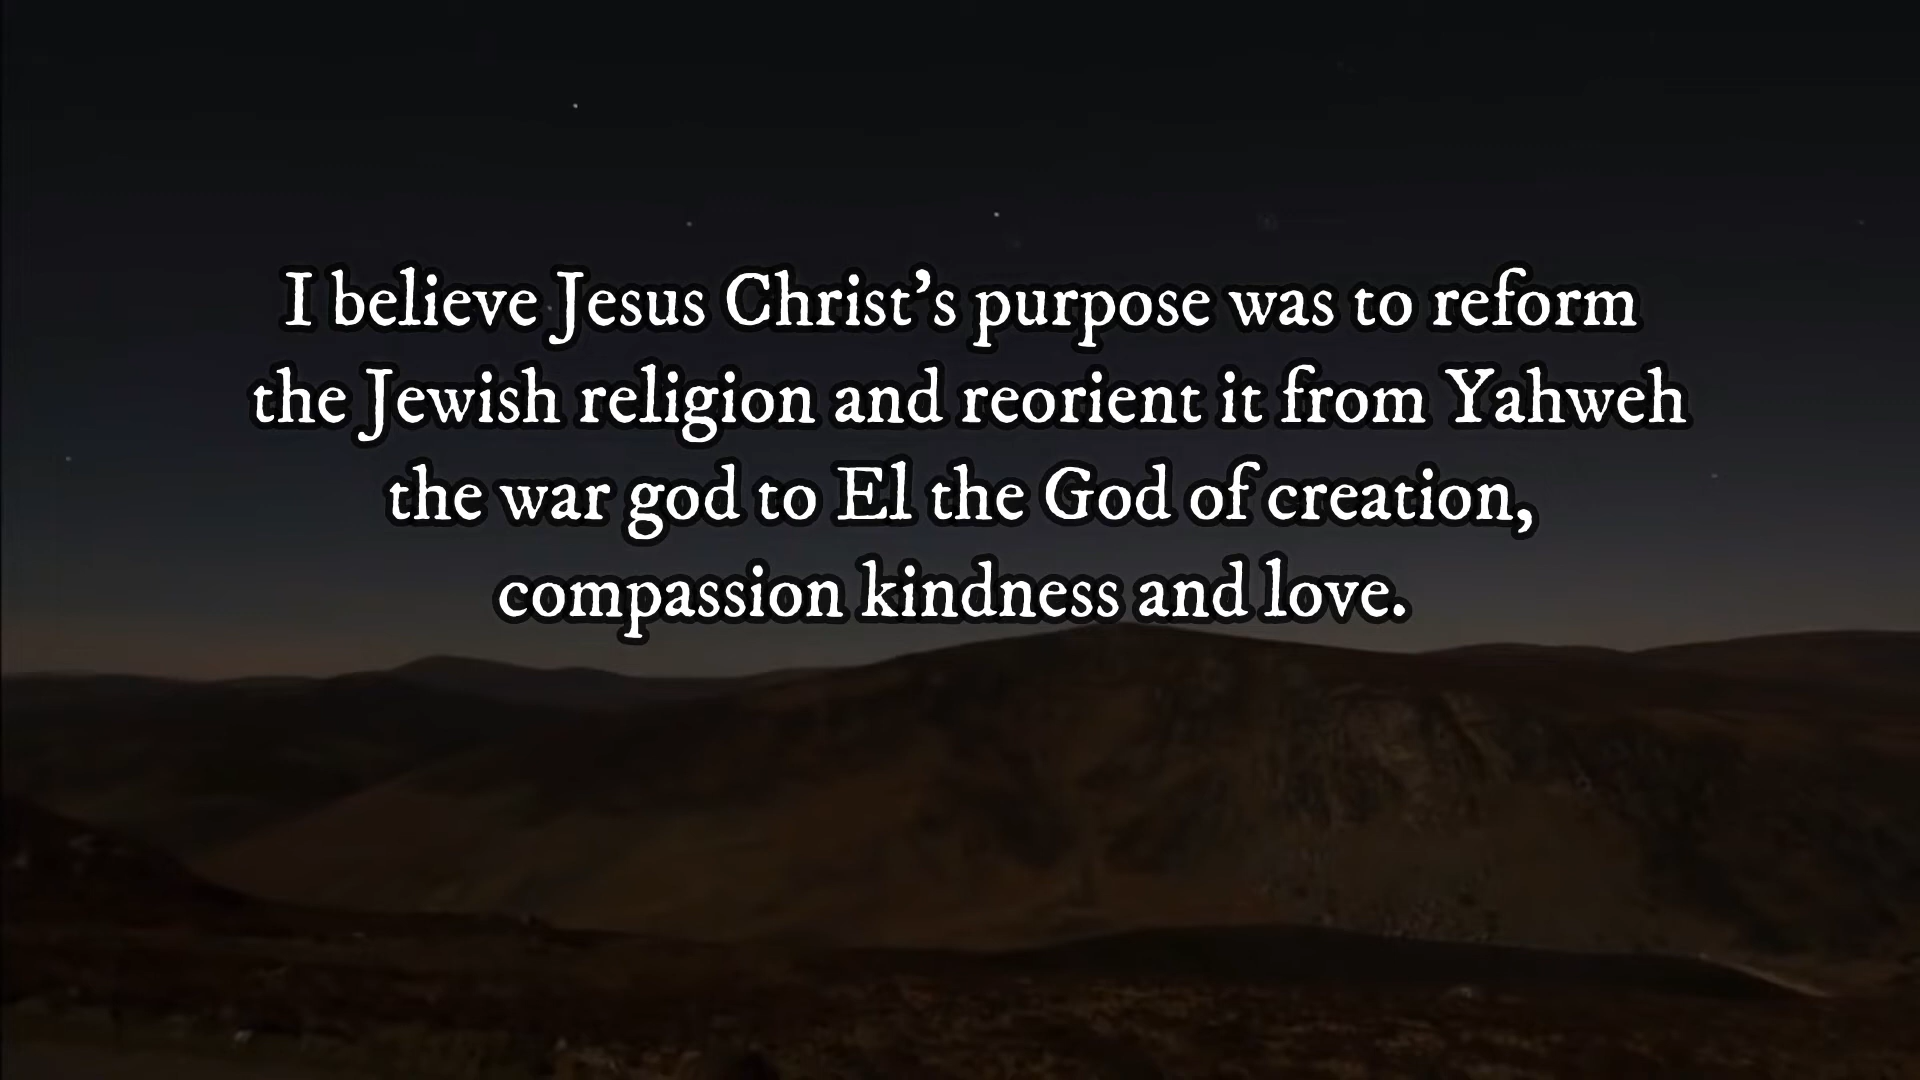 I believe Jesus Christ’s purpose was to reform
the Jewish religion and reorient it from Yahweh
the war god to El the God of creation,
compassion kindness and love.